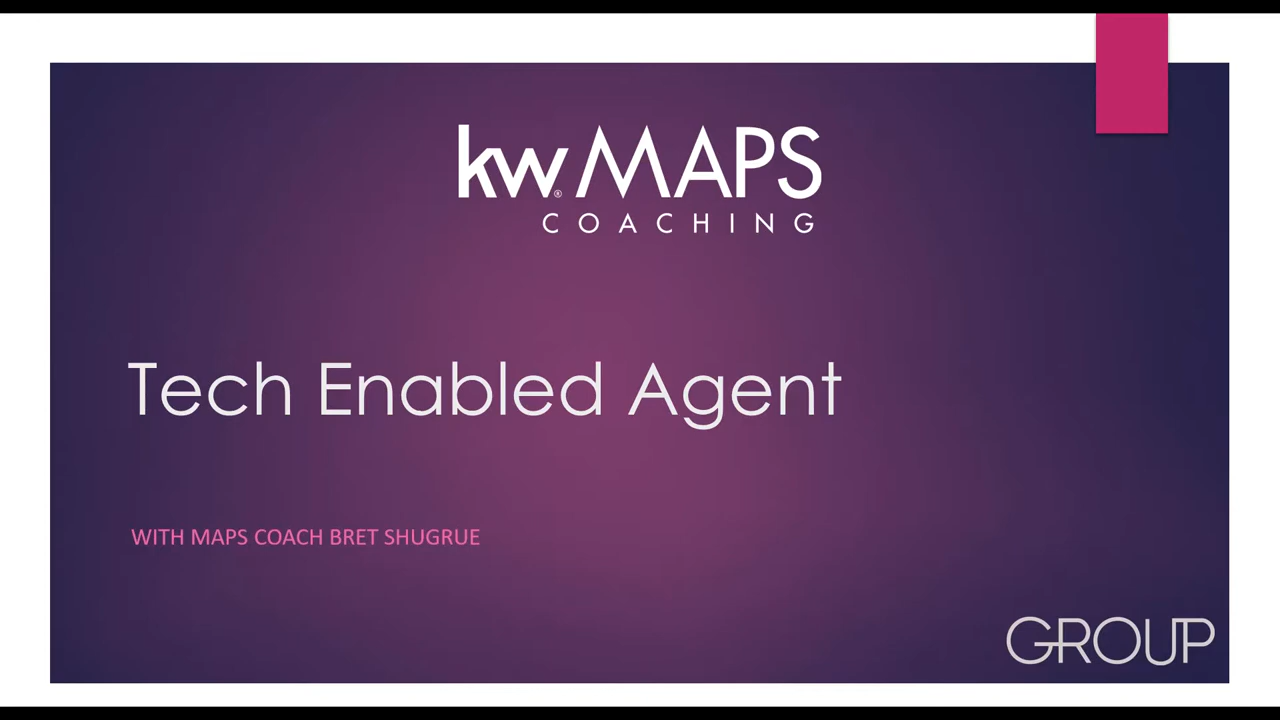 kw® MAPS
COACHING
Tech Enabled Agent
WITH MAPS COACH BRET SHUGRUE
GROUP